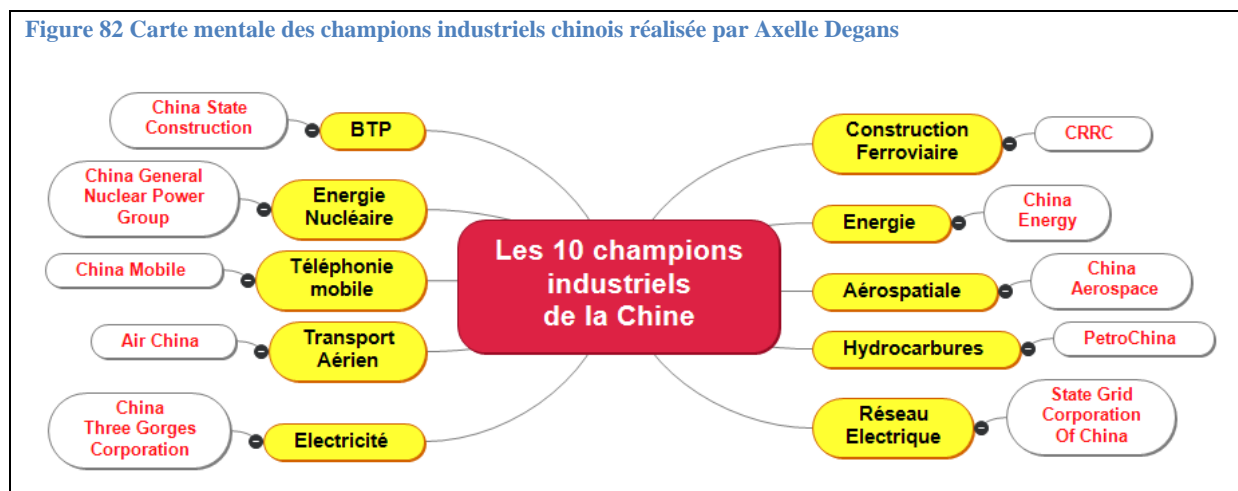 Figure 82 Carte mentale des champions industriels chinois réalisée par Axelle Degans
Les 10 champions
industriels
de la Chine
BTP
China State
Construction
Energie
Nucléaire
China General
Nuclear Power
Group
Téléphonie
mobile
China Mobile
Transport
Aérien
Air China
Electricité
China
Three Gorges
Corporation
Construction
Ferroviaire
CRRC
Energie
China
Energy
Aérospatiale
China
Aerospace
Hydrocarbures
PetroChina
Réseau
Electrique
State Grid
Corporation
Of China